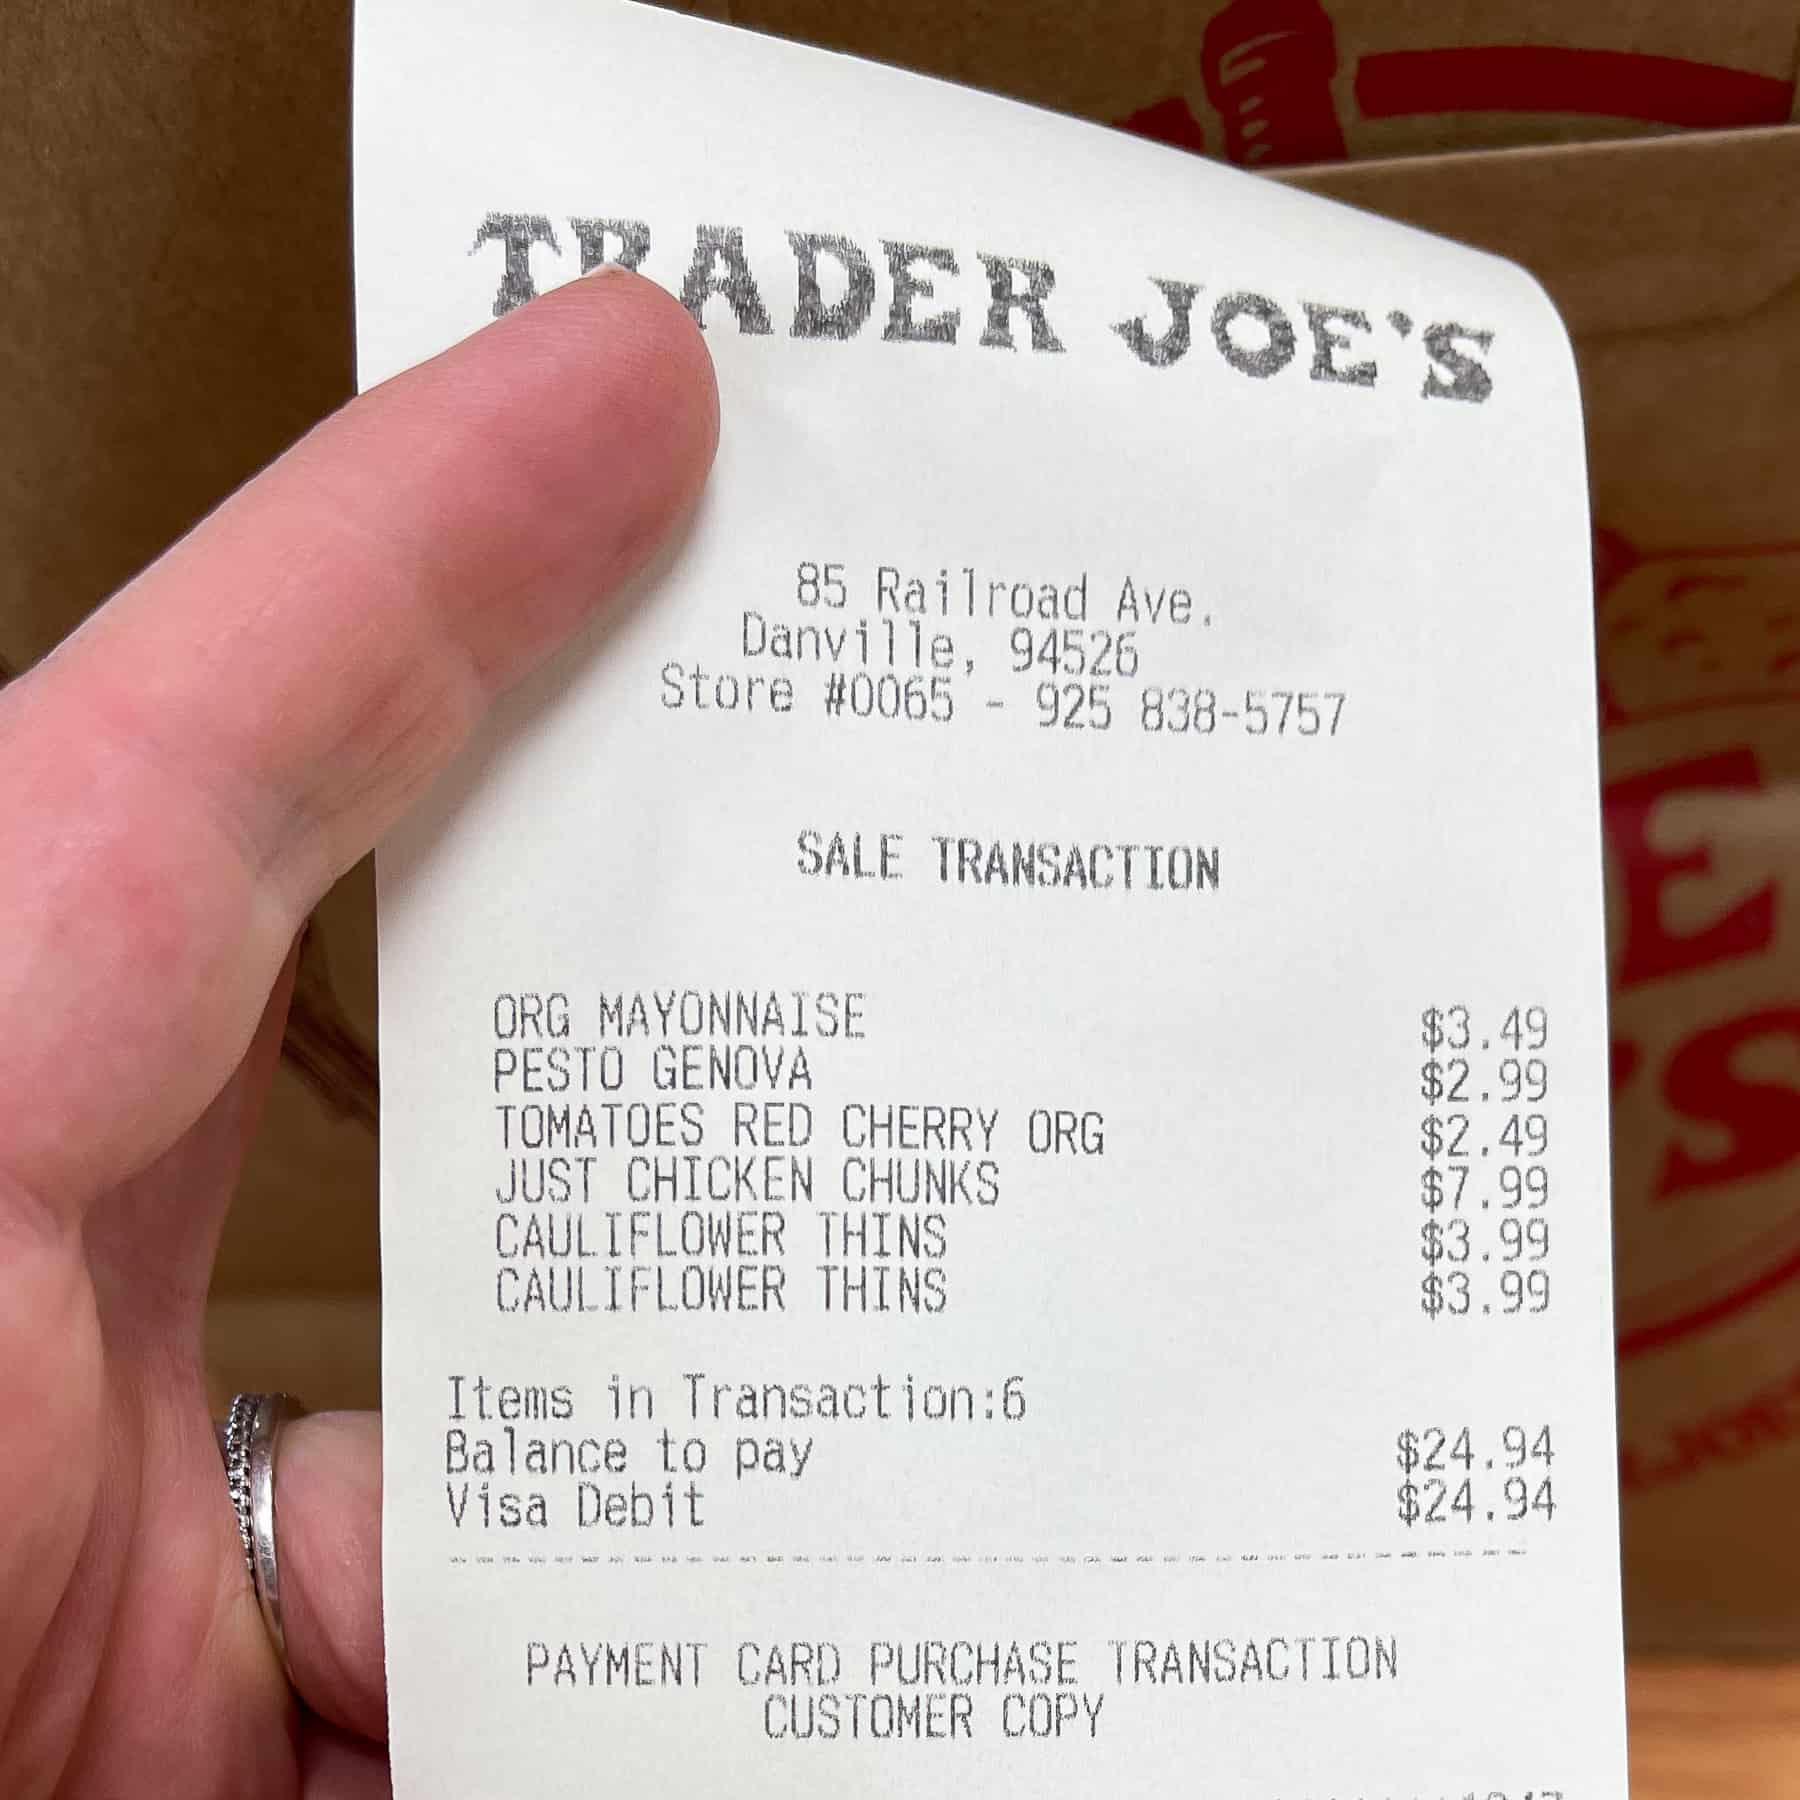 TRADER JOE'S
85 Railroad Ave.
Danville, 94526
Store #0065 - 925 838-5757
SALE TRANSACTION
ORG MAYONNAISE $3.49
PESTO GENOVA $2.99
TOMATOES RED CHERRY ORG $2.49
JUST CHICKEN CHUNKS $7.99
CAULIFLOWER THINS $3.99
CAULIFLOWER THINS $3.99
Items in Transaction:6
Balance to pay $24.94
Visa Debit $24.94
PAYMENT CARD PURCHASE TRANSACTION
CUSTOMER COPY